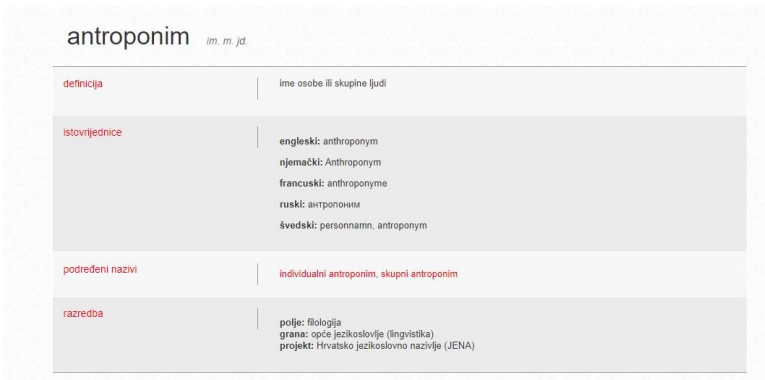 antroponim im. m. jd.
definicija
ime osobe ili skupine ljudi
istovrijednice
engleski: anthroponym
njemački: Anthroponym
francuski: anthroponyme
ruski: антропоним
švedski: personnamn, antroponym
podređeni nazivi
individualni antroponim, skupni antroponim
razredba
polje: filologija
grana: opće jezikoslovlje (lingvistika)
projekt: Hrvatsko jezikoslovno nazivlje (JENA)